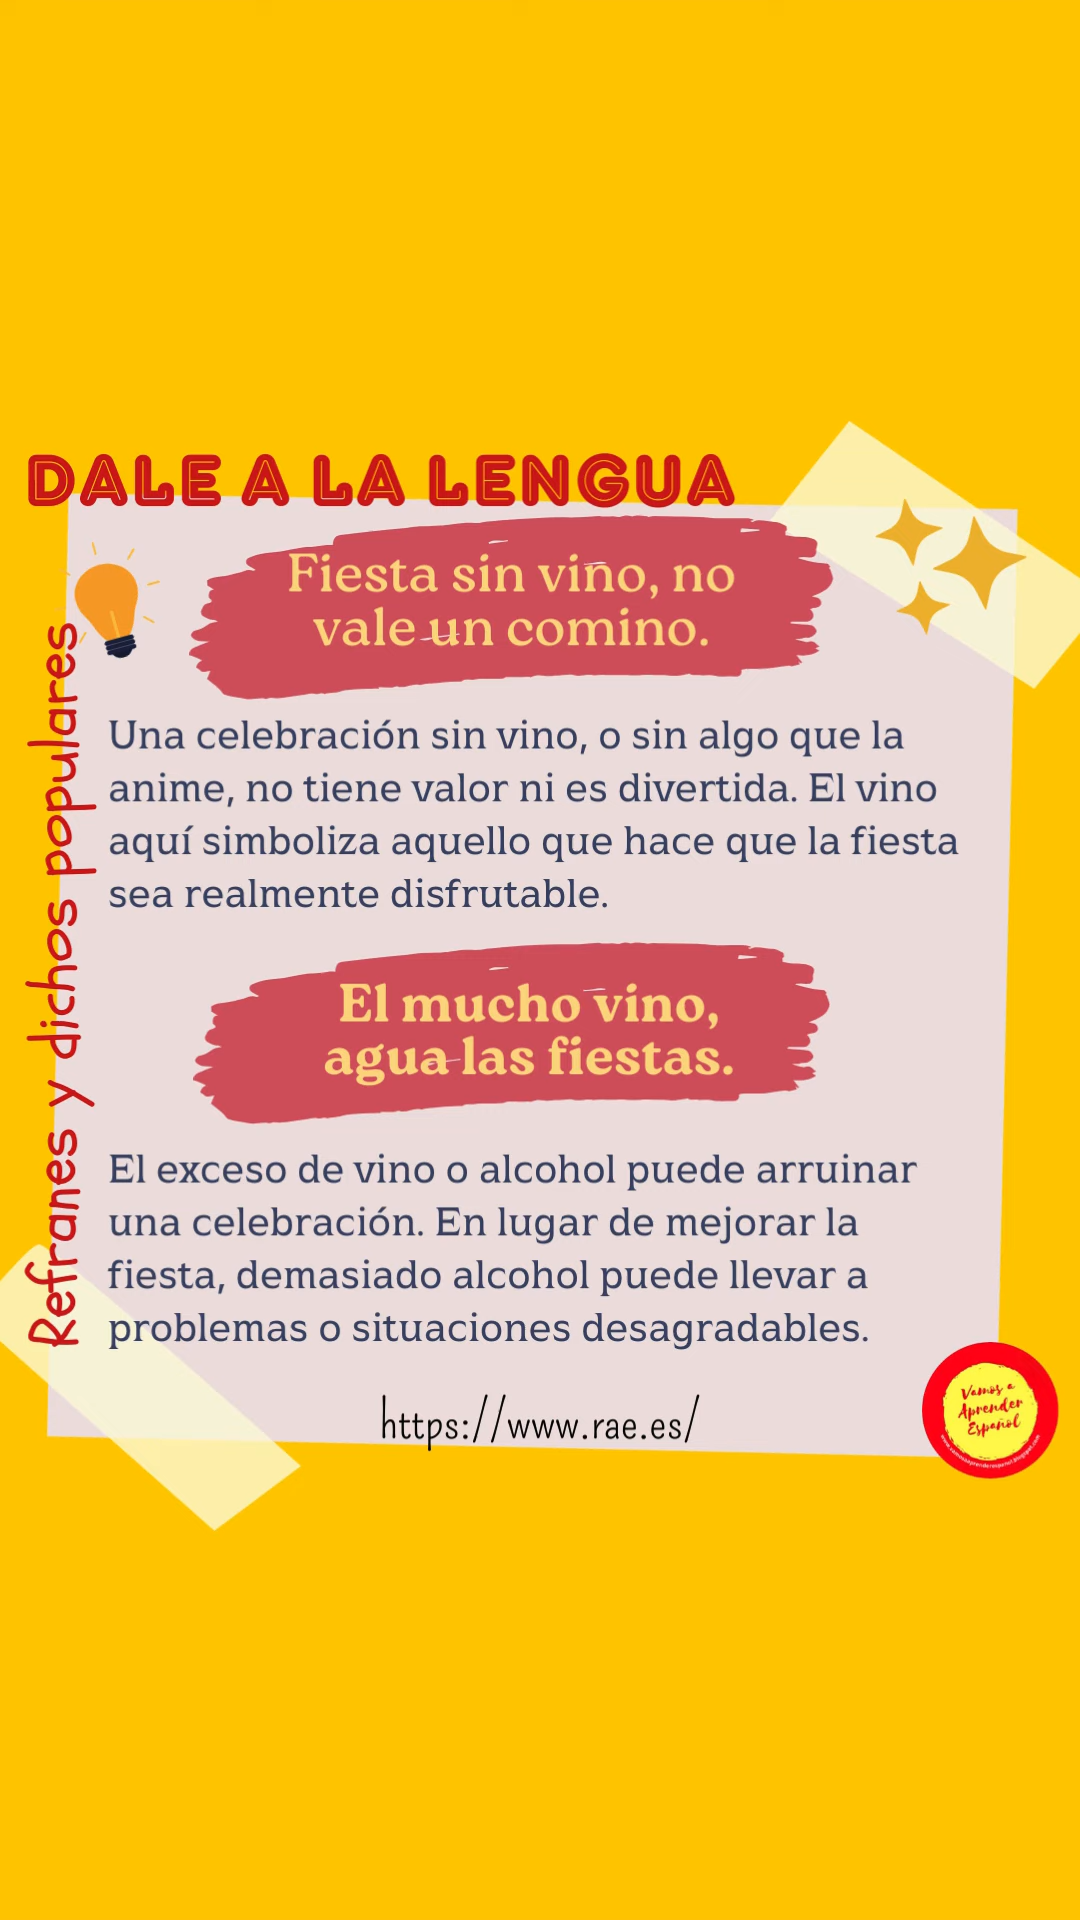 DALE A LA LENGUA
Refranes y dichos populares
Fiesta sin vino, no
vale un comino.
Una celebración sin vino, o sin algo que la
anime, no tiene valor ni es divertida. El vino
aquí simboliza aquello que hace que la fiesta
sea realmente disfrutable.
El mucho vino,
agua las fiestas.
El exceso de vino o alcohol puede arruinar
una celebración. En lugar de mejorar la
fiesta, demasiado alcohol puede llevar a
problemas o situaciones desagradables.
https://www.rae.es/
Vamos a
Aprender
Español